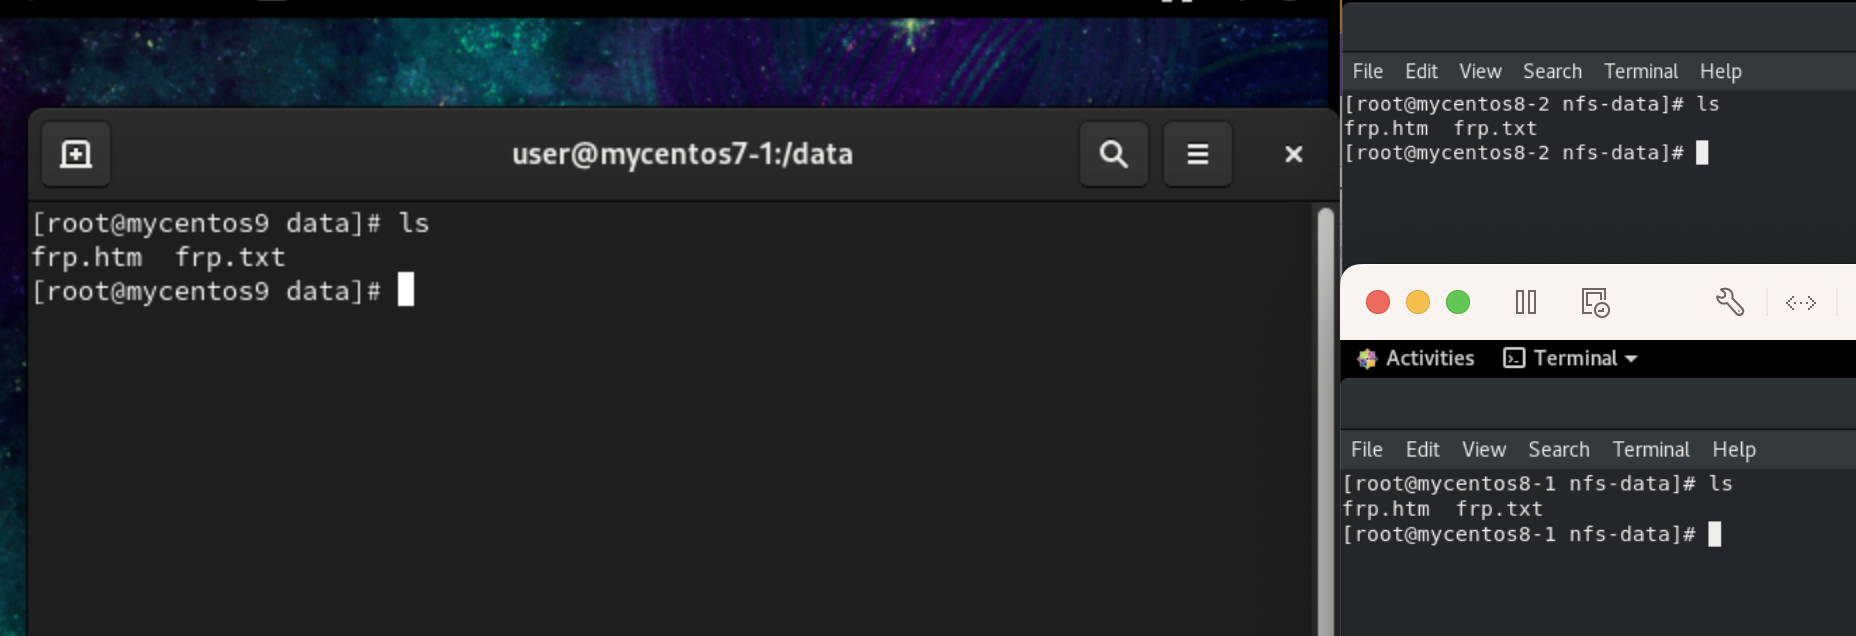 user@mycentos7-1:/data
[root@mycentos9 data]# ls
frp.htm  frp.txt
[root@mycentos9 data]#
File  Edit  View  Search  Terminal  Help
[root@mycentos8-2 nfs-data]# ls
frp.htm  frp.txt
[root@mycentos8-2 nfs-data]#
Activities  Terminal
File  Edit  View  Search  Terminal  Help
[root@mycentos8-1 nfs-data]# ls
frp.htm  frp.txt
[root@mycentos8-1 nfs-data]#